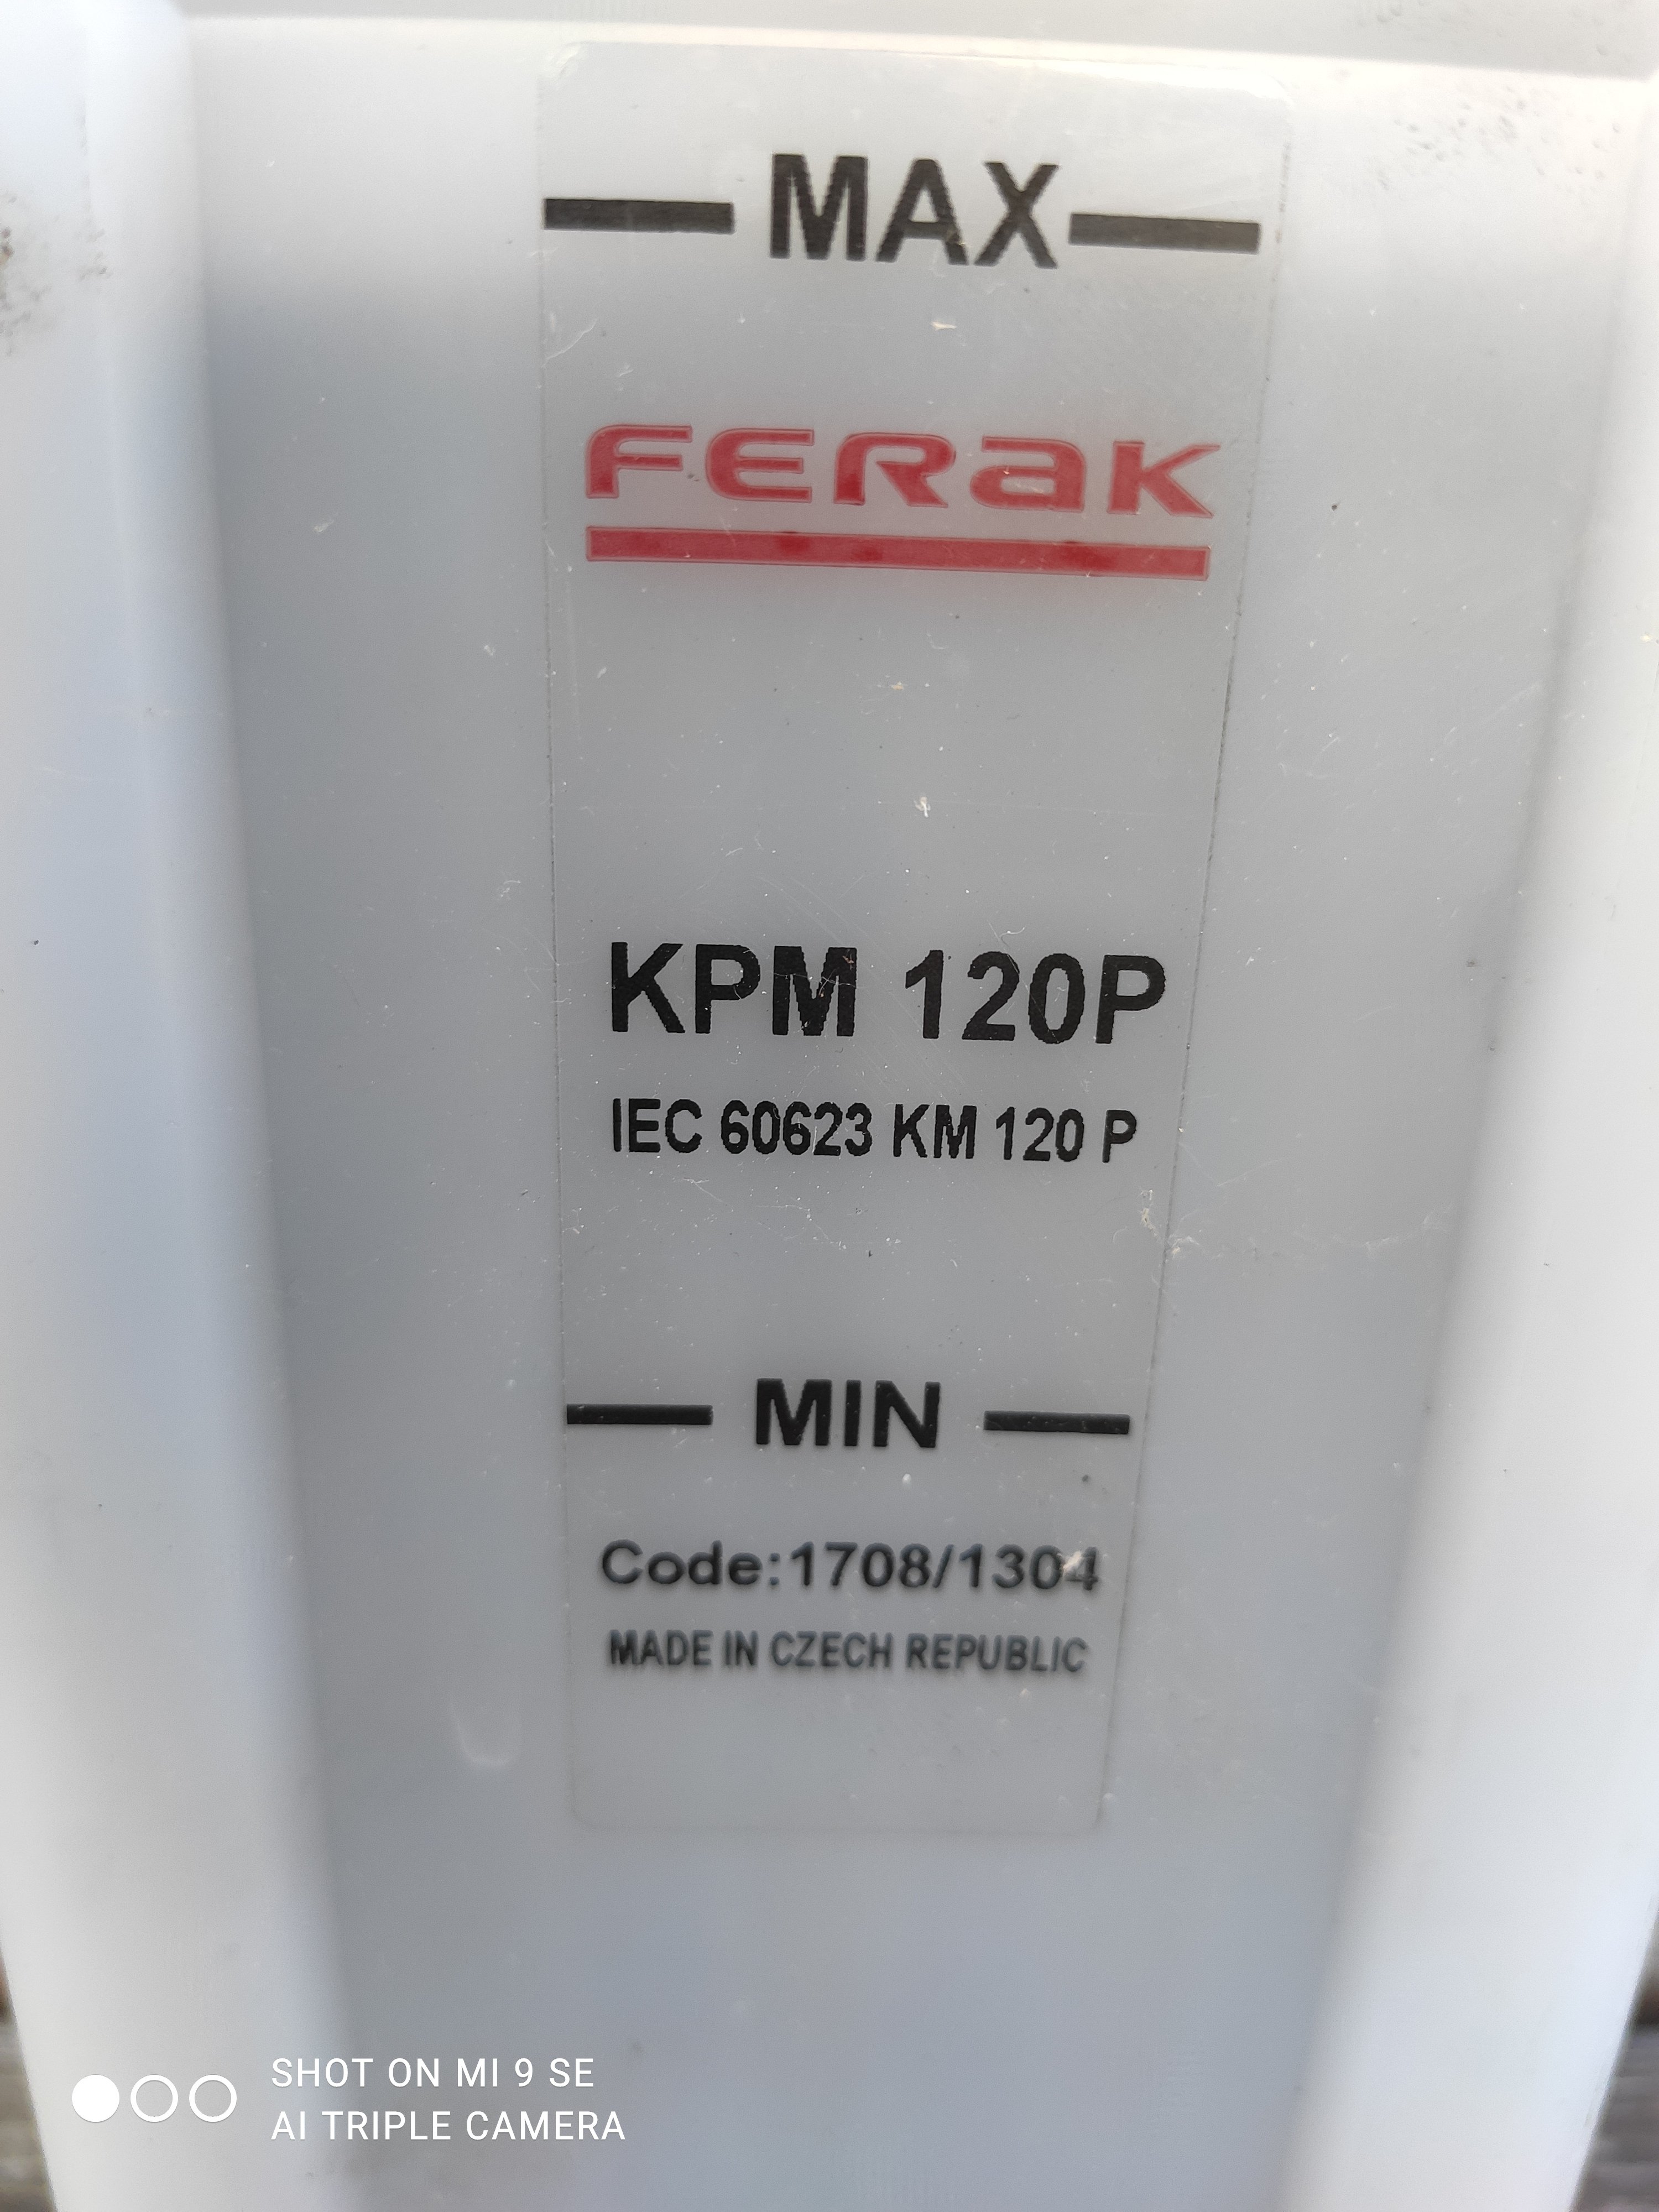 MAX
FERAK
KPM 120P
IEC 60623 KM 120 P
MIN
Code:1708/1304
MADE IN CZECH REPUBLIC
SHOT ON MI 9 SE
AI TRIPLE CAMERA